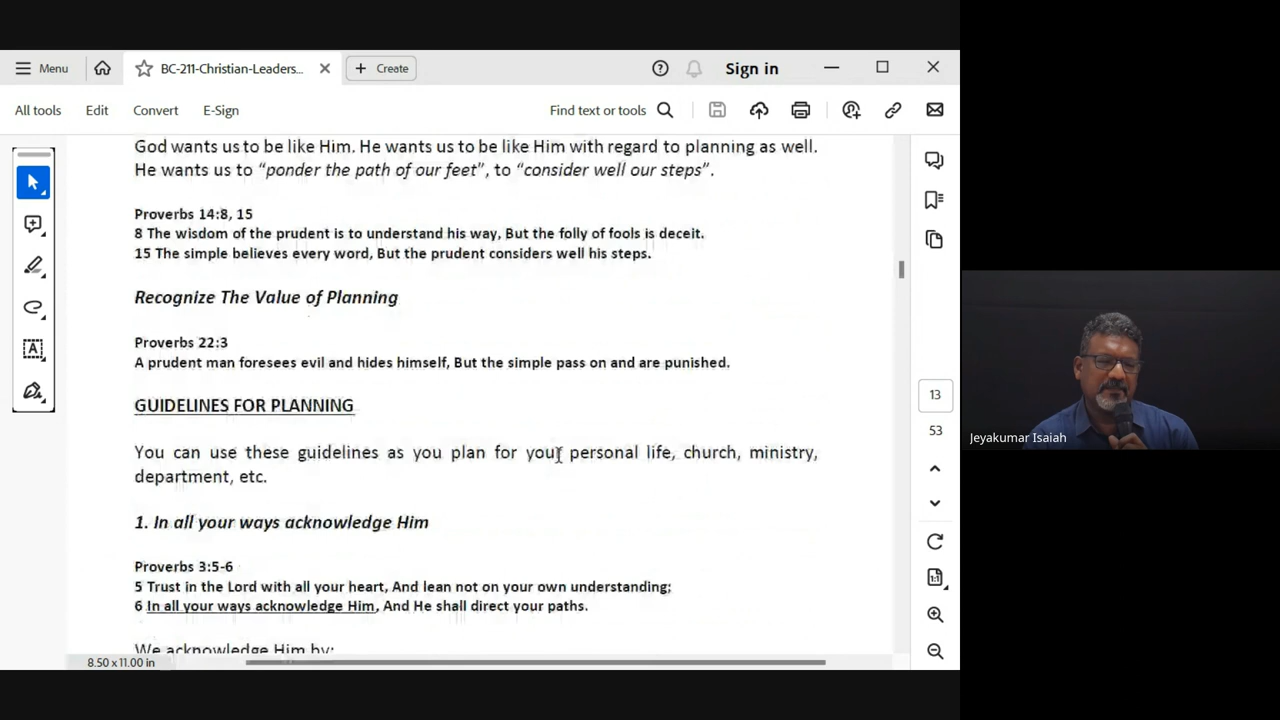 Menu
BC-211-Christian-Leaders...
Create
Sign in
All tools
Edit
Convert
E-Sign
Find text or tools
God wants us to be like Him. He wants us to be like Him with regard to planning as well.
He wants us to “ponder the path of our feet”, to “consider well our steps”.
Proverbs 14:8, 15
8 The wisdom of the prudent is to understand his way, But the folly of fools is deceit.
15 The simple believes every word, But the prudent considers well his steps.
Recognize The Value of Planning
Proverbs 22:3
A prudent man foresees evil and hides himself, But the simple pass on and are punished.
GUIDELINES FOR PLANNING
You can use these guidelines as you plan for your personal life, church, ministry,
department, etc.
1. In all your ways acknowledge Him
Proverbs 3:5-6
5 Trust in the Lord with all your heart, And lean not on your own understanding;
6 In all your ways acknowledge Him, And He shall direct your paths.
We acknowledge Him by:
8.50 x 11.00 in
13
53
1:1
Jeyakumar Isaiah